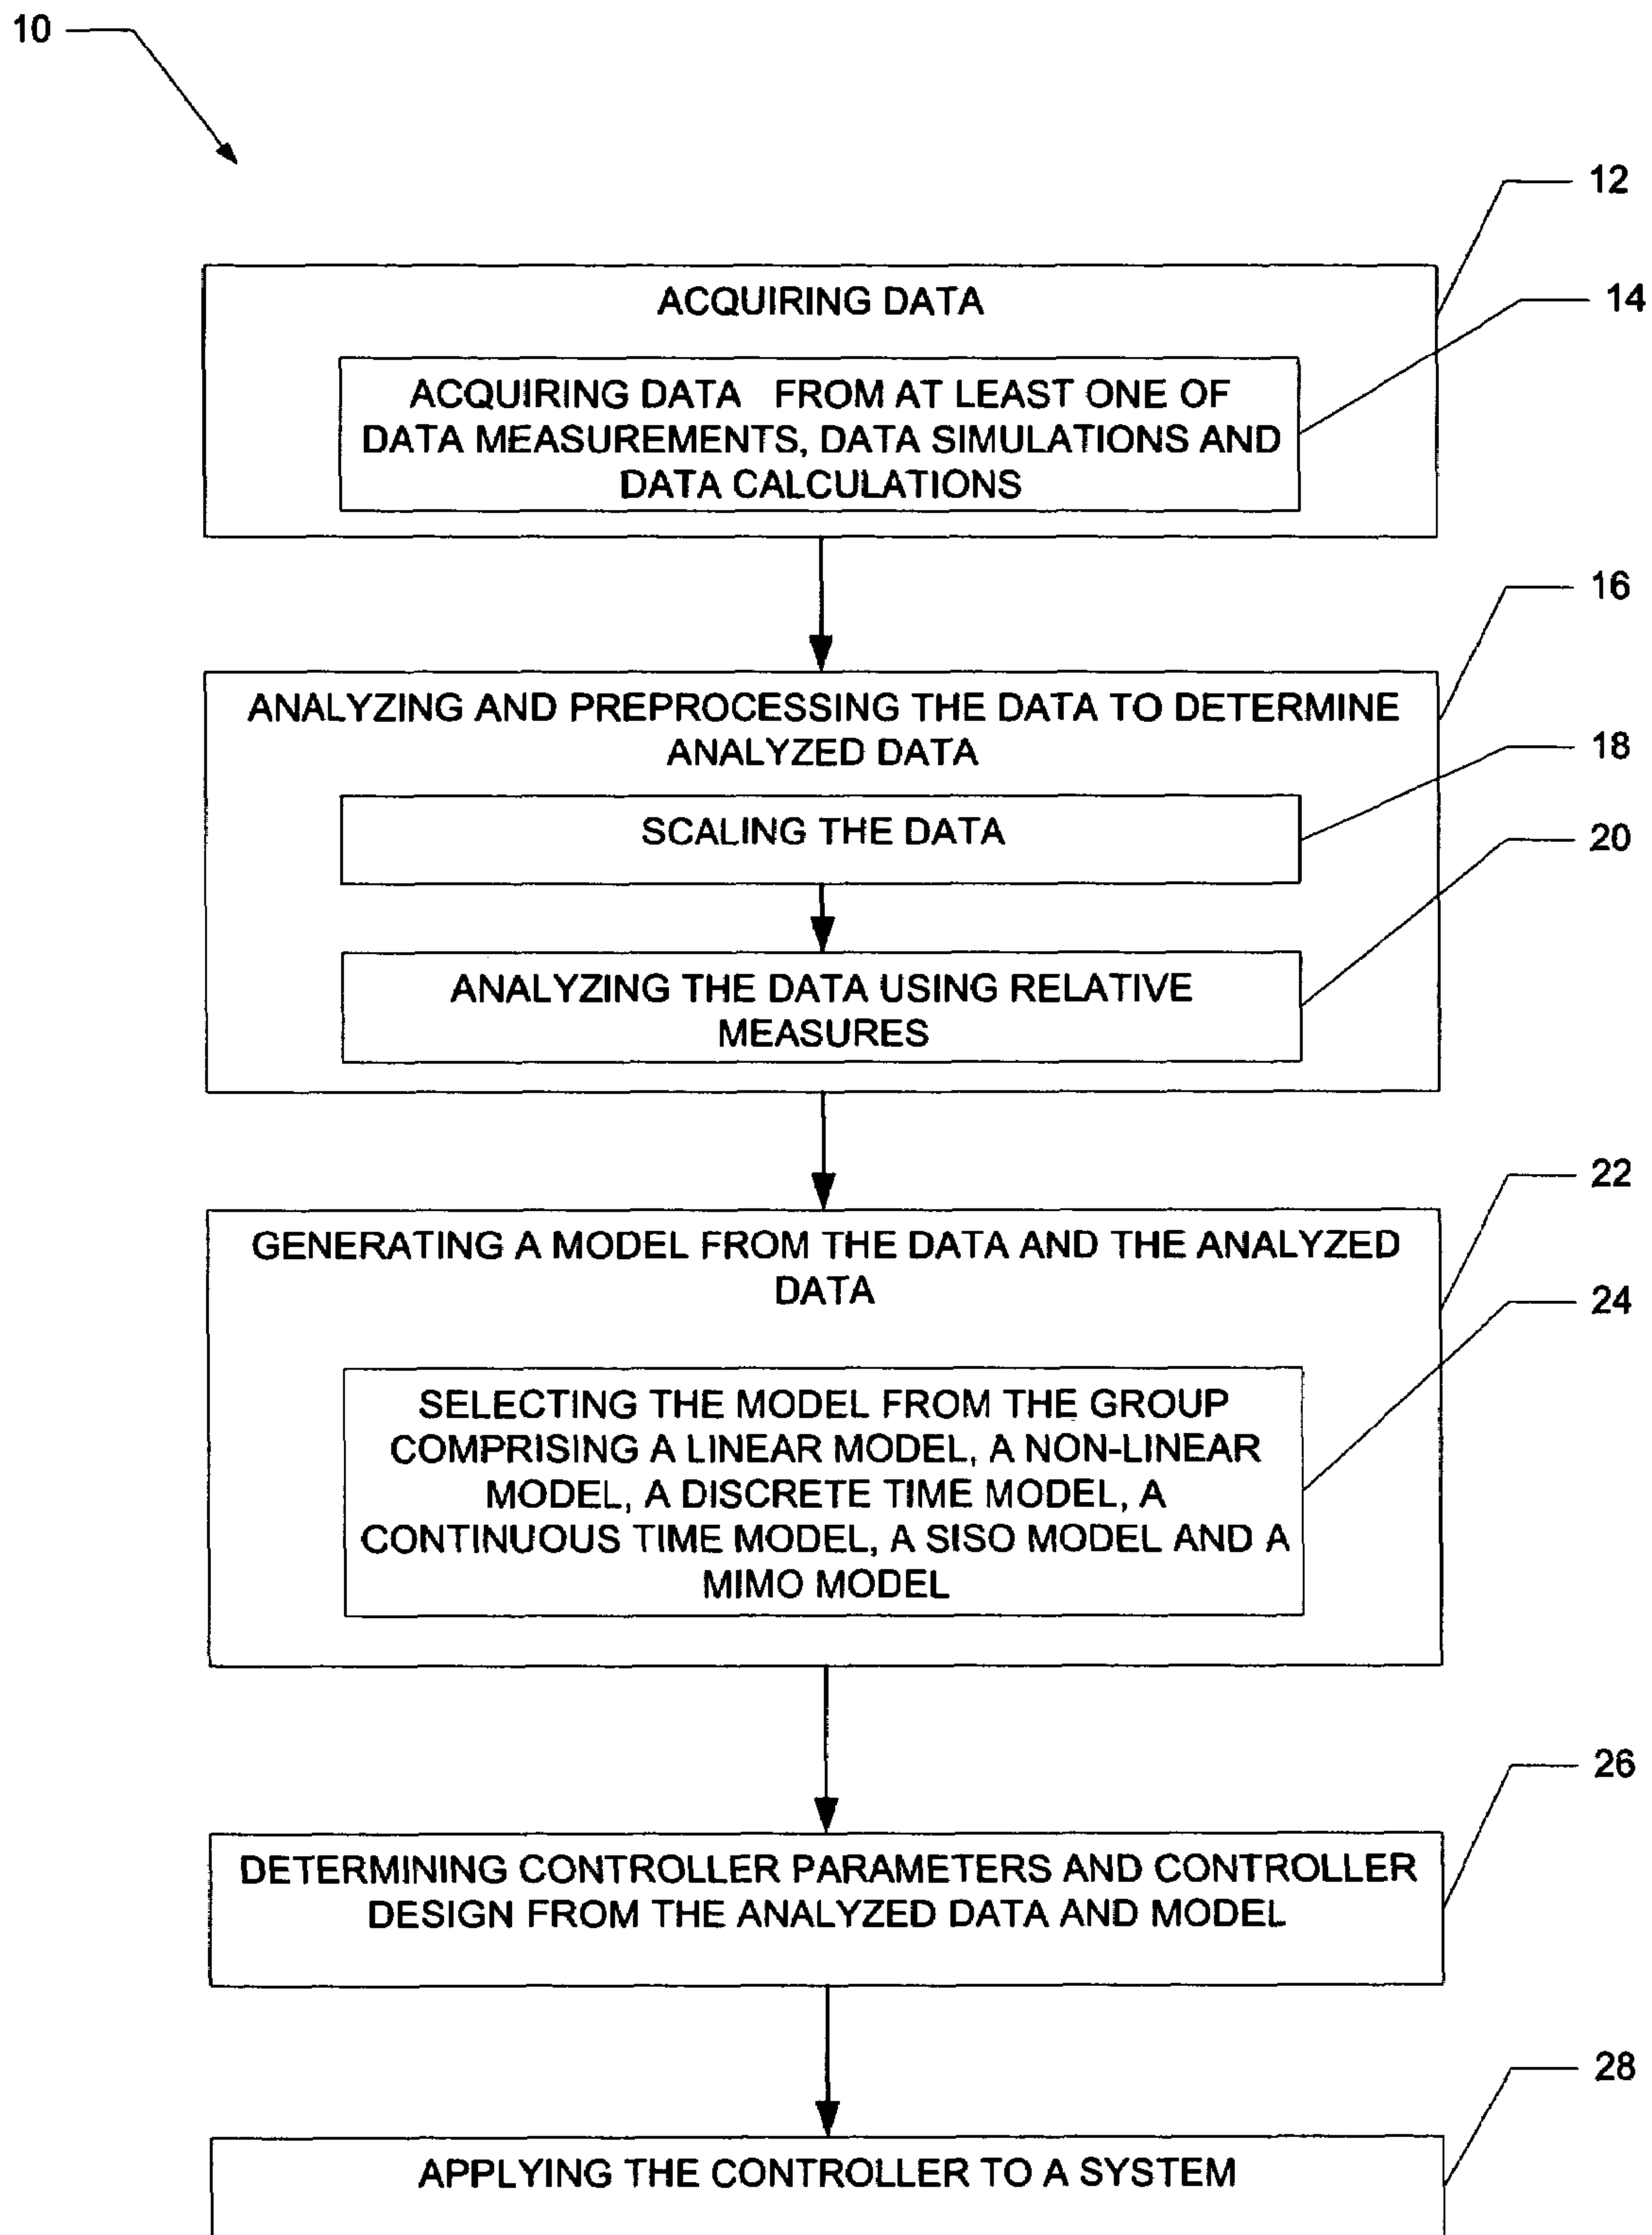 10
12
ACQUIRING DATA
14
ACQUIRING DATA FROM AT LEAST ONE OF
DATA MEASUREMENTS, DATA SIMULATIONS AND
DATA CALCULATIONS
16
ANALYZING AND PREPROCESSING THE DATA TO DETERMINE
ANALYZED DATA
18
SCALING THE DATA
20
ANALYZING THE DATA USING RELATIVE
MEASURES
22
GENERATING A MODEL FROM THE DATA AND THE ANALYZED
DATA
24
SELECTING THE MODEL FROM THE GROUP
COMPRISING A LINEAR MODEL, A NON-LINEAR
MODEL, A DISCRETE TIME MODEL, A
CONTINUOUS TIME MODEL, A SISO MODEL AND A
MIMO MODEL
26
DETERMINING CONTROLLER PARAMETERS AND CONTROLLER
DESIGN FROM THE ANALYZED DATA AND MODEL
28
APPLYING THE CONTROLLER TO A SYSTEM